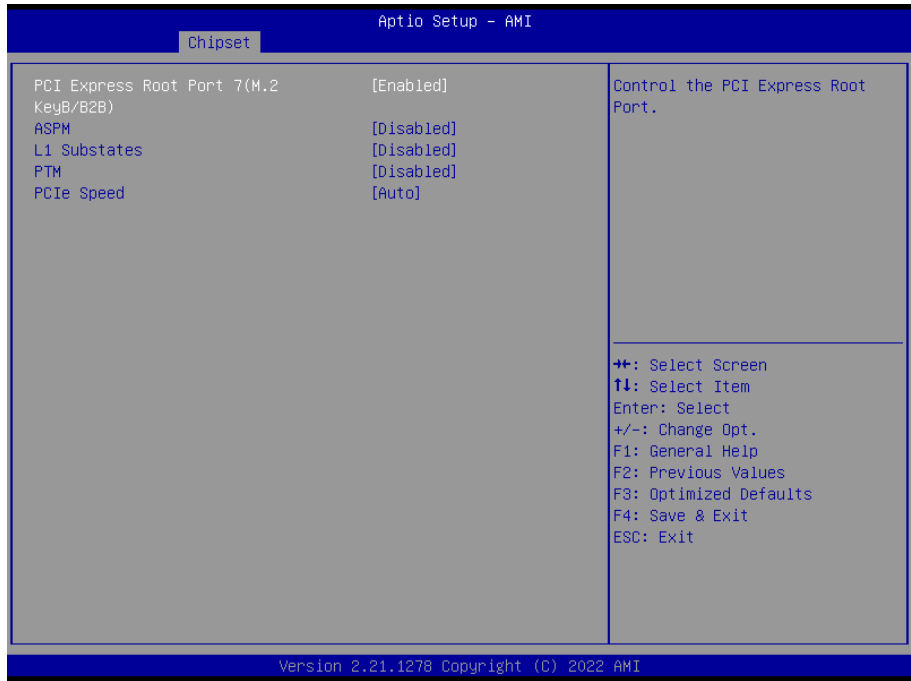 Aptio Setup – AMI
Chipset
PCI Express Root Port 7(M.2 [Enabled]
KeyB/B2B)
ASPM [Disabled]
L1 Substates [Disabled]
PTM [Disabled]
PCIe Speed [Auto]
Control the PCI Express Root
Port.
→←: Select Screen
↑↓: Select Item
Enter: Select
+/-: Change Opt.
F1: General Help
F2: Previous Values
F3: Optimized Defaults
F4: Save & Exit
ESC: Exit
Version 2.21.1278 Copyright (C) 2022 AMI